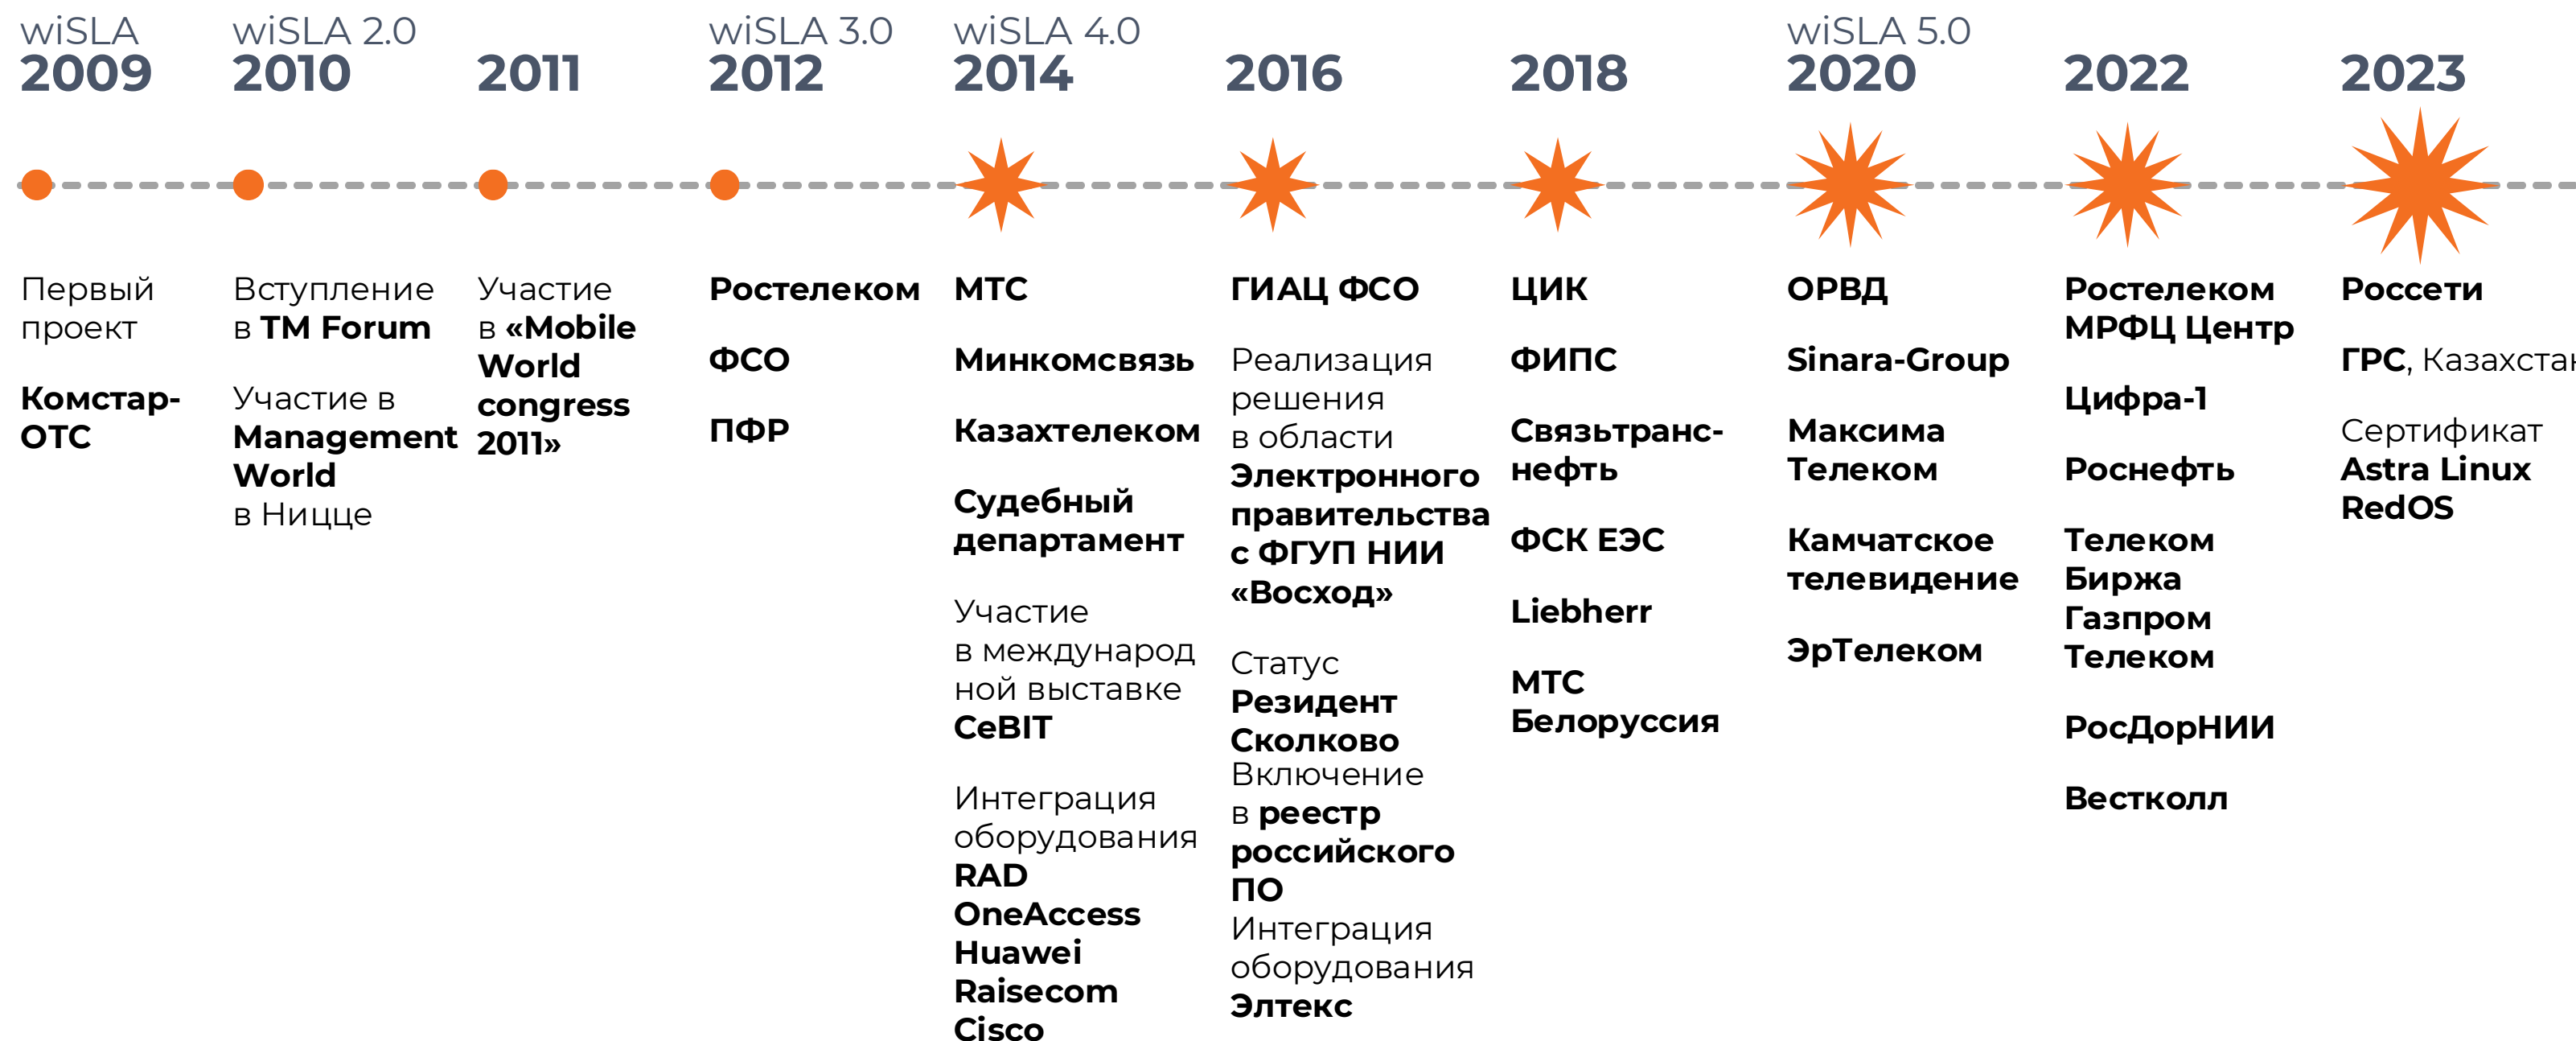 wiSLA
2009
Первый
проект
Комстар-
ОТС
wiSLA 2.0
2010
Вступление
в TM Forum
Участие в
Management
World
в Ницце
2011
Участие
в «Mobile
World
congress
2011»
wiSLA 3.0
2012
Ростелеком
ФСО
ПФР
wiSLA 4.0
2014
МТС
Минкомсвязь
Казахтелеком
Судебный
департамент
Участие
в международ
ной выставке
CeBIT
Интеграция
оборудования
RAD
OneAccess
Huawei
Raisecom
Cisco
2016
ГИАЦ ФСО
Реализация
решения
в области
Электронного
правительства
с ФГУП НИИ
«Восход»
Статус
Резидент
Сколково
Включение
в реестр
российского
ПО
Интеграция
оборудования
Элтекс
2018
ЦИК
ФИПС
Связьтранс-
нефть
ФСК ЕЭС
Liebherr
МТС
Белоруссия
wiSLA 5.0
2020
ОРВД
Sinara-Group
Максима
Телеком
Камчатское
телевидение
ЭрТелеком
2022
Ростелеком
МРФЦ Центр
Цифра-1
Роснефть
Телеком
Биржа
Газпром
Телеком
РосДорНИИ
Вестколл
2023
Россети
ГРС, Казахстан
Сертификат
Astra Linux
RedOS